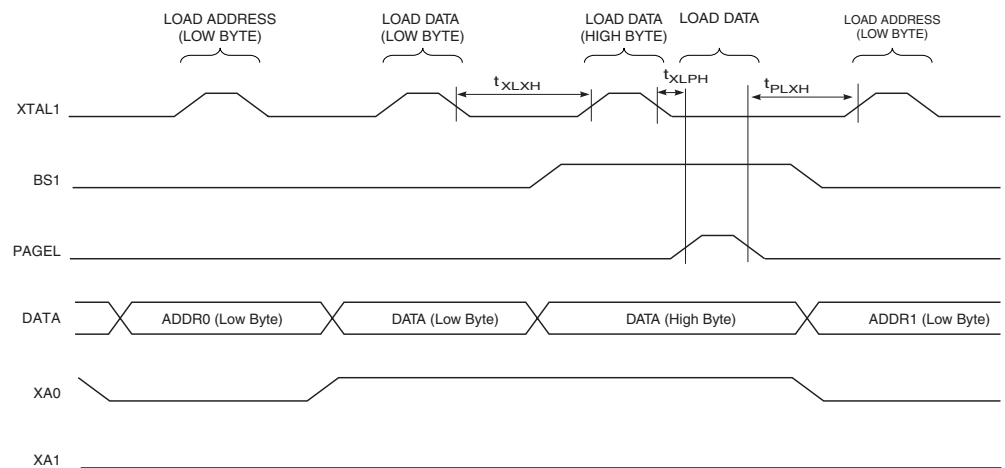 LOAD ADDRESS
(LOW BYTE)
LOAD DATA
(LOW BYTE)
LOAD DATA
(HIGH BYTE)
LOAD DATA
LOAD ADDRESS
(LOW BYTE)
XTAL1
tXLXH
tXLPH
tPLXH
BS1
PAGEL
DATA
ADDR0 (Low Byte)
DATA (Low Byte)
DATA (High Byte)
ADDR1 (Low Byte)
XA0
XA1